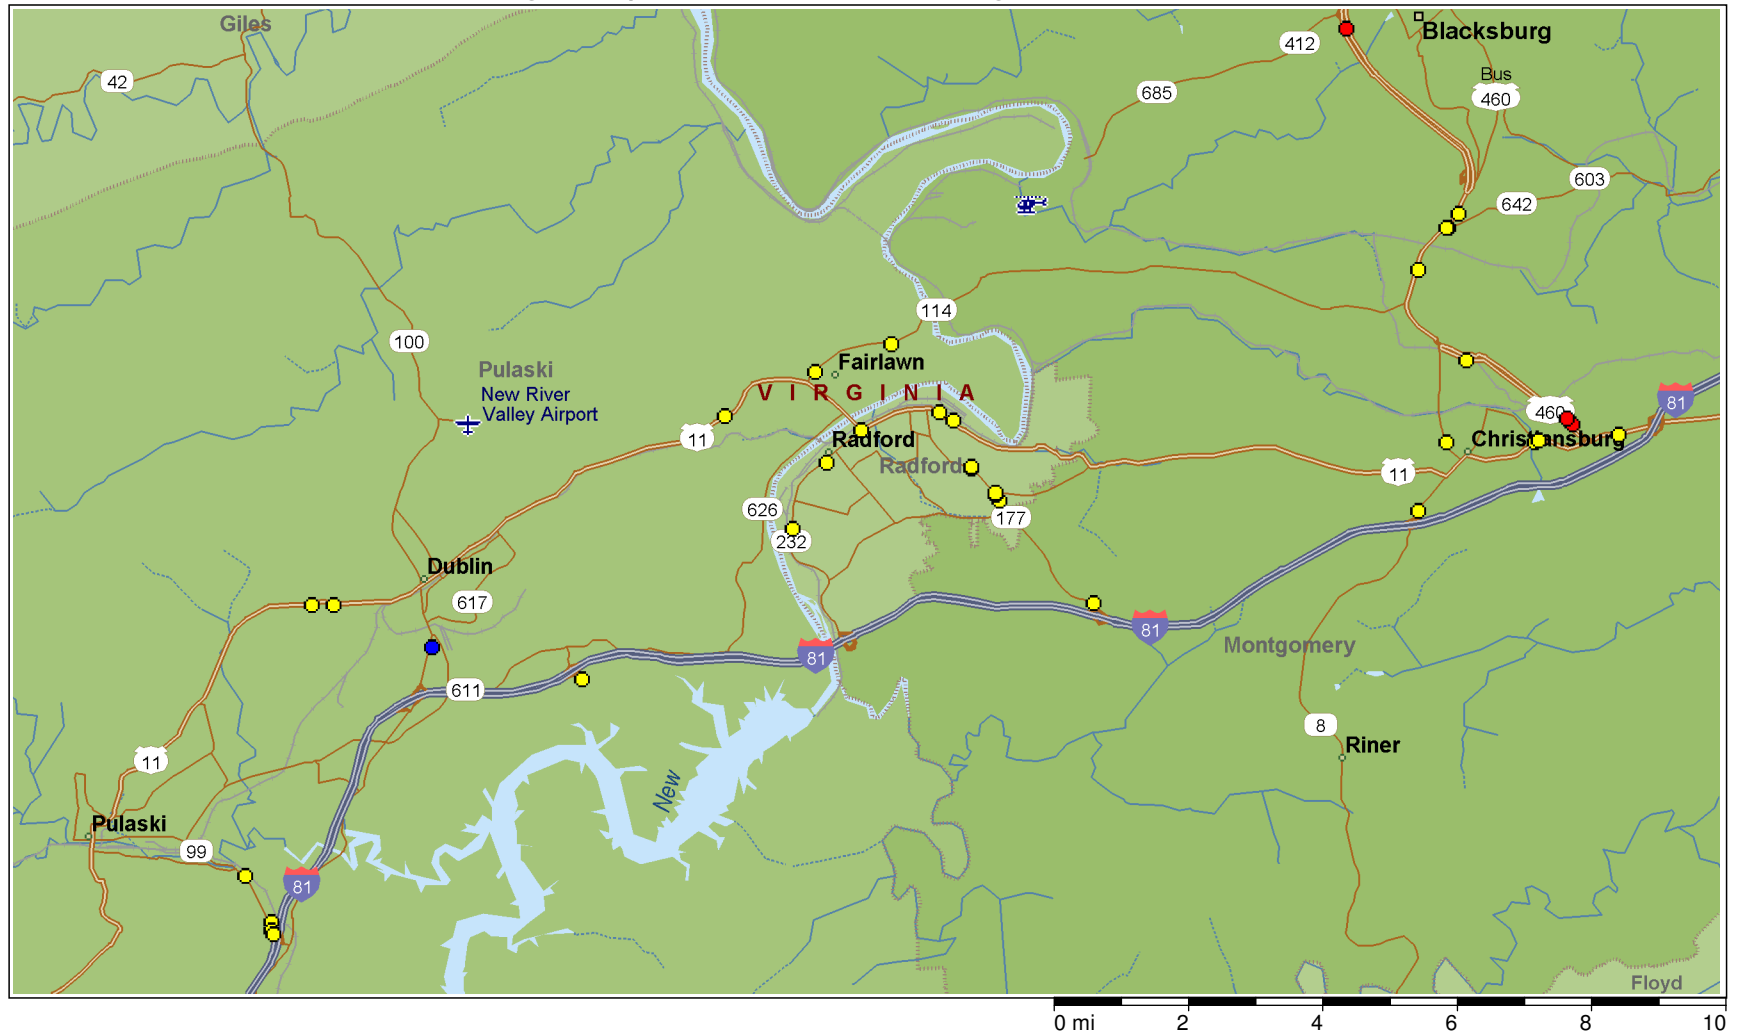 Giles
Blacksburg
412
42
Bus
685
460
603
642
114
100
Fairlawn
Pulaski
New River
Valley Airport
VIRGINIA
81
460
11
Radford
Christiansburg
Radford
11
626
177
232
Dublin
617
81
Montgomery
81
611
8
Riner
11
New
Pulaski
99
81
Floyd
0 mi 2 4 6 8 10